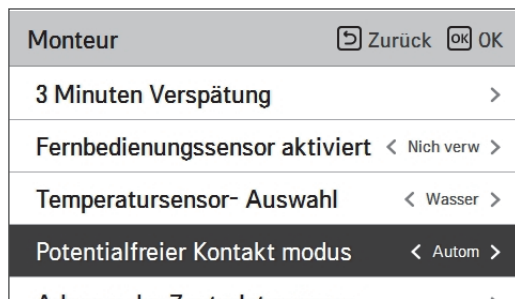 Monteur Zurück OK OK
3 Minuten Verspätung >
Fernbedienungssensor aktiviert < Nich verw >
Temperatursensor- Auswahl < Wasser >
Potentialfreier Kontakt modus < Autom >